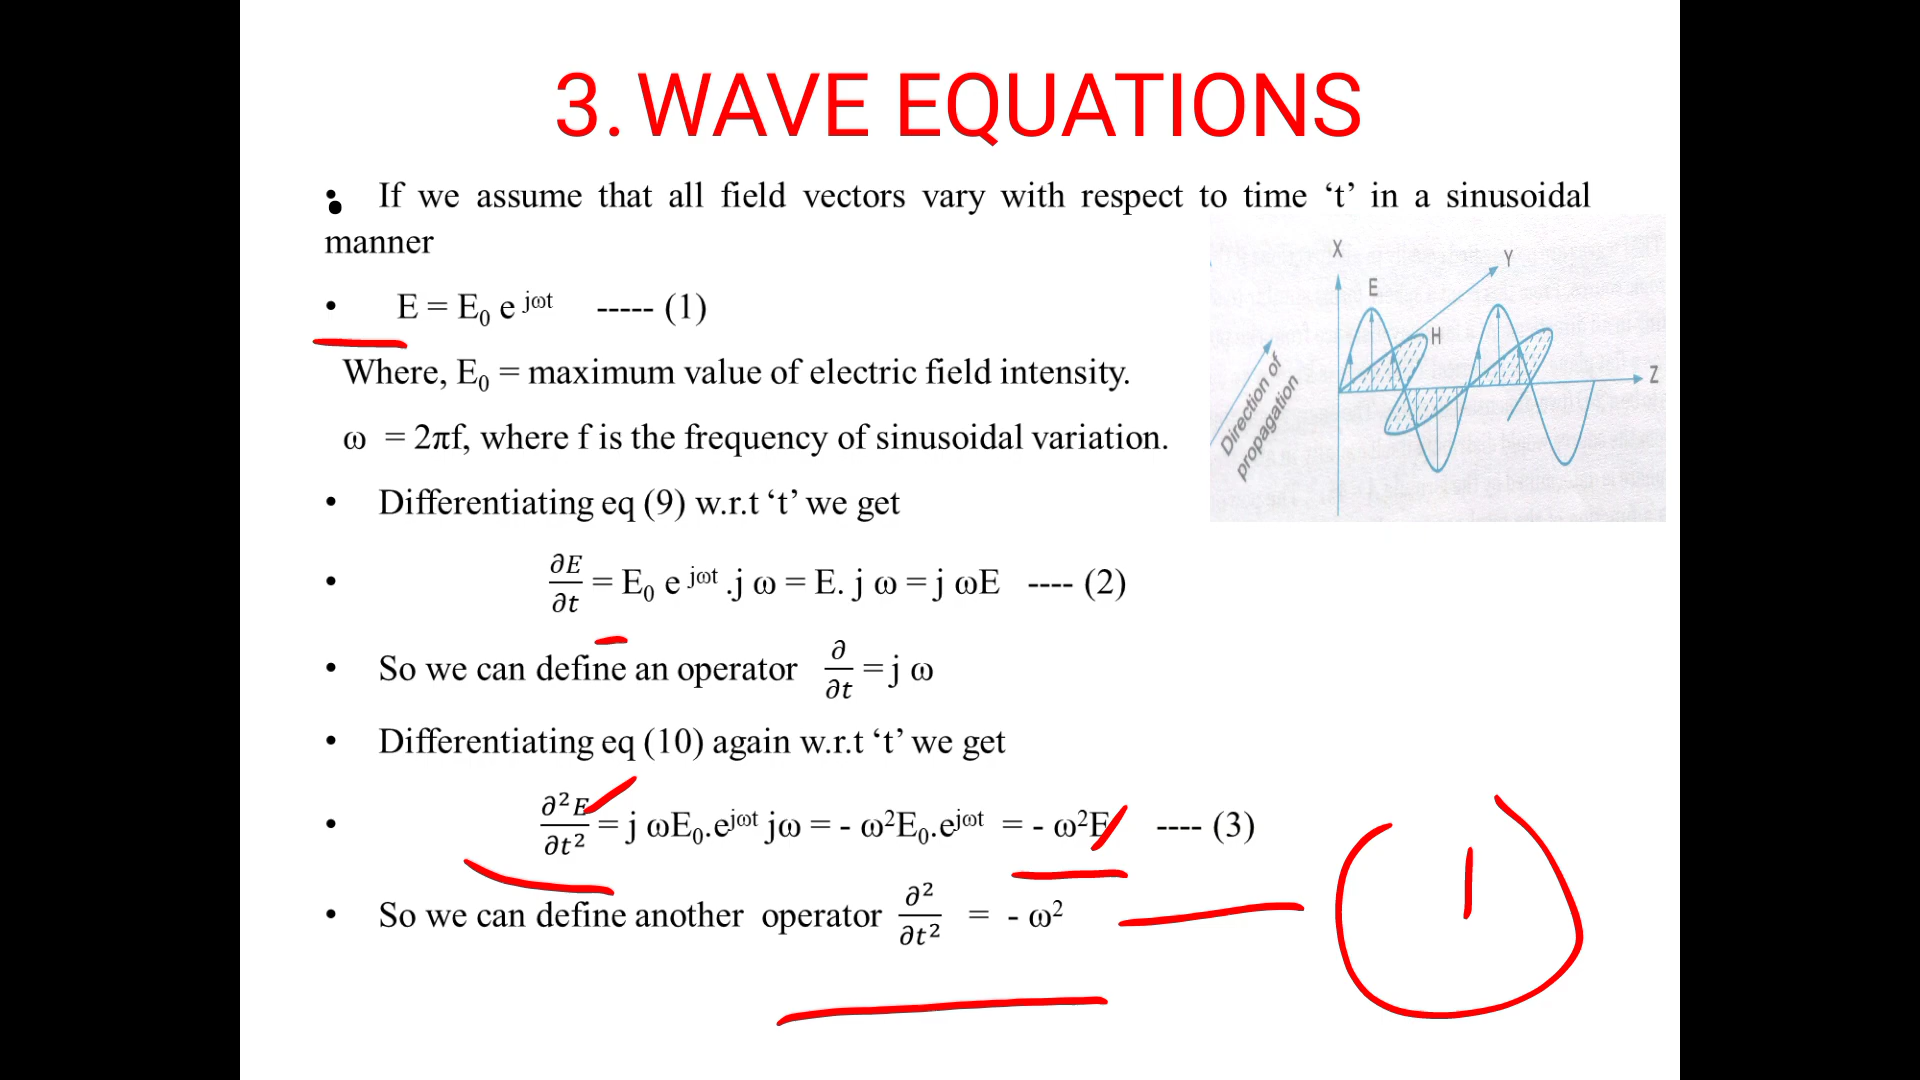 3. WAVE EQUATIONS
• If we assume that all field vectors vary with respect to time ‘t’ in a sinusoidal
manner
• E = E₀ e ʲωᵗ ----- (1)
Where, E₀ = maximum value of electric field intensity.
ω = 2πf, where f is the frequency of sinusoidal variation.
• Differentiating eq (9) w.r.t ‘t’ we get
• ∂E/∂t = E₀ e ʲωᵗ .j ω = E. j ω = j ωE ---- (2)
• So we can define an operator ∂/∂t = j ω
• Differentiating eq (10) again w.r.t ‘t’ we get
• ∂²E/∂t² = j ωE₀.eʲωᵗ jω = - ω²E₀.eʲωᵗ = - ω²E ---- (3)
• So we can define another operator ∂²/∂t² = - ω²
1
X
Y
E
H
Z
Direction of
propagation